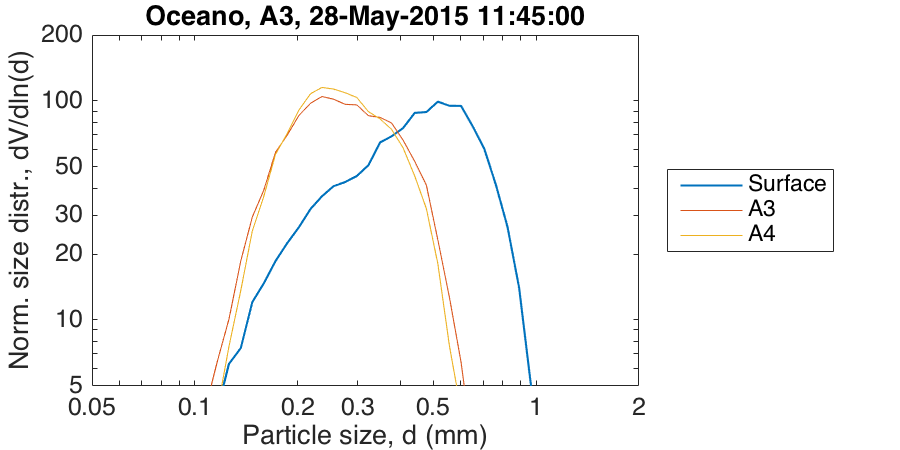 Oceano, A3, 28-May-2015 11:45:00
Norm. size distr., dV/dln(d)
200
100
50
30
20
10
5
0.05 0.1 0.2 0.3 0.5 1 2
Particle size, d (mm)
Surface
A3
A4